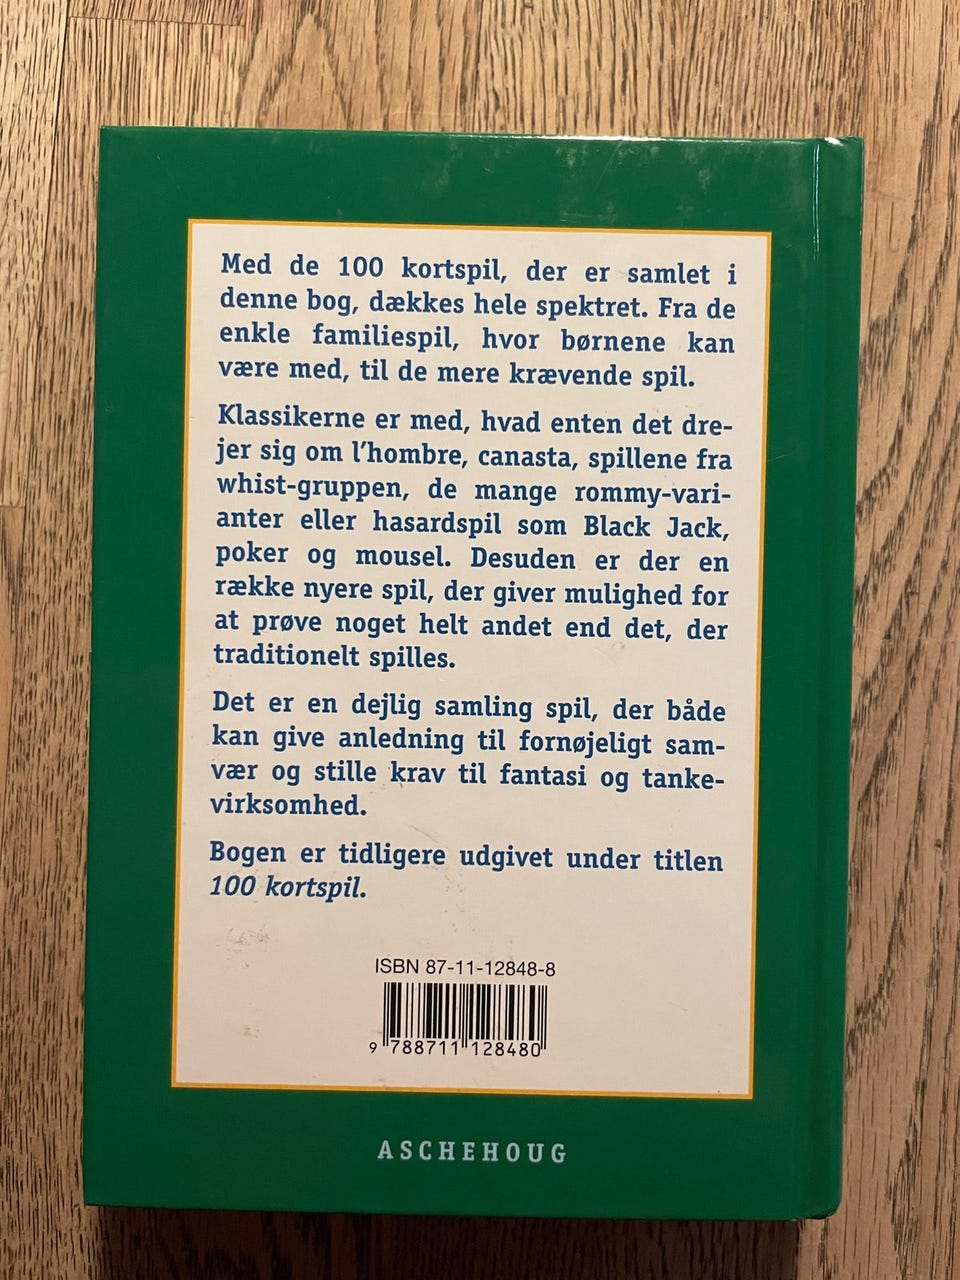 Med de 100 kortspil, der er samlet i
denne bog, dækkes hele spektret. Fra de
enkle familiespil, hvor børnene kan
være med, til de mere krævende spil.
Klassikerne er med, hvad enten det dre-
jer sig om l'hombre, canasta, spillene fra
whist-gruppen, de mange rommy-vari-
anter eller hasardspil som Black Jack,
poker og mousel. Desuden er der en
række nyere spil, der giver mulighed for
at prøve noget helt andet end det, der
traditionelt spilles.
Det er en dejlig samling spil, der både
kan give anledning til fornøjeligt sam-
vær og stille krav til fantasi og tanke-
virksomhed.
Bogen er tidligere udgivet under titlen
100 kortspil.
ISBN 87-11-12848-8
9 788711 128480
ASCHEHOUG